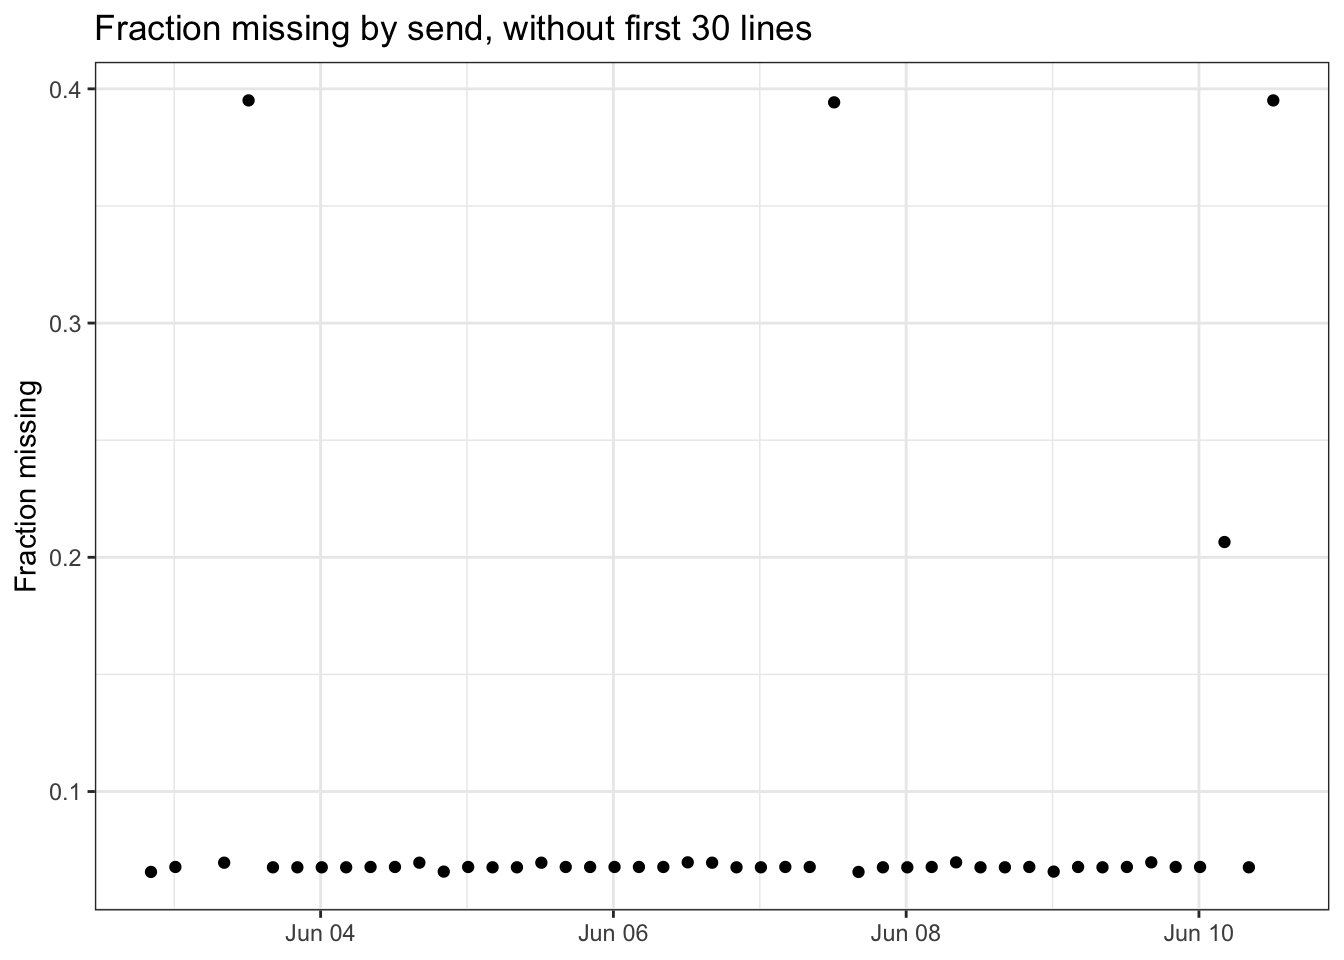 Fraction missing by send, without first 30 lines
0.4
0.3
0.2
0.1
Fraction missing
Jun 04
Jun 06
Jun 08
Jun 10